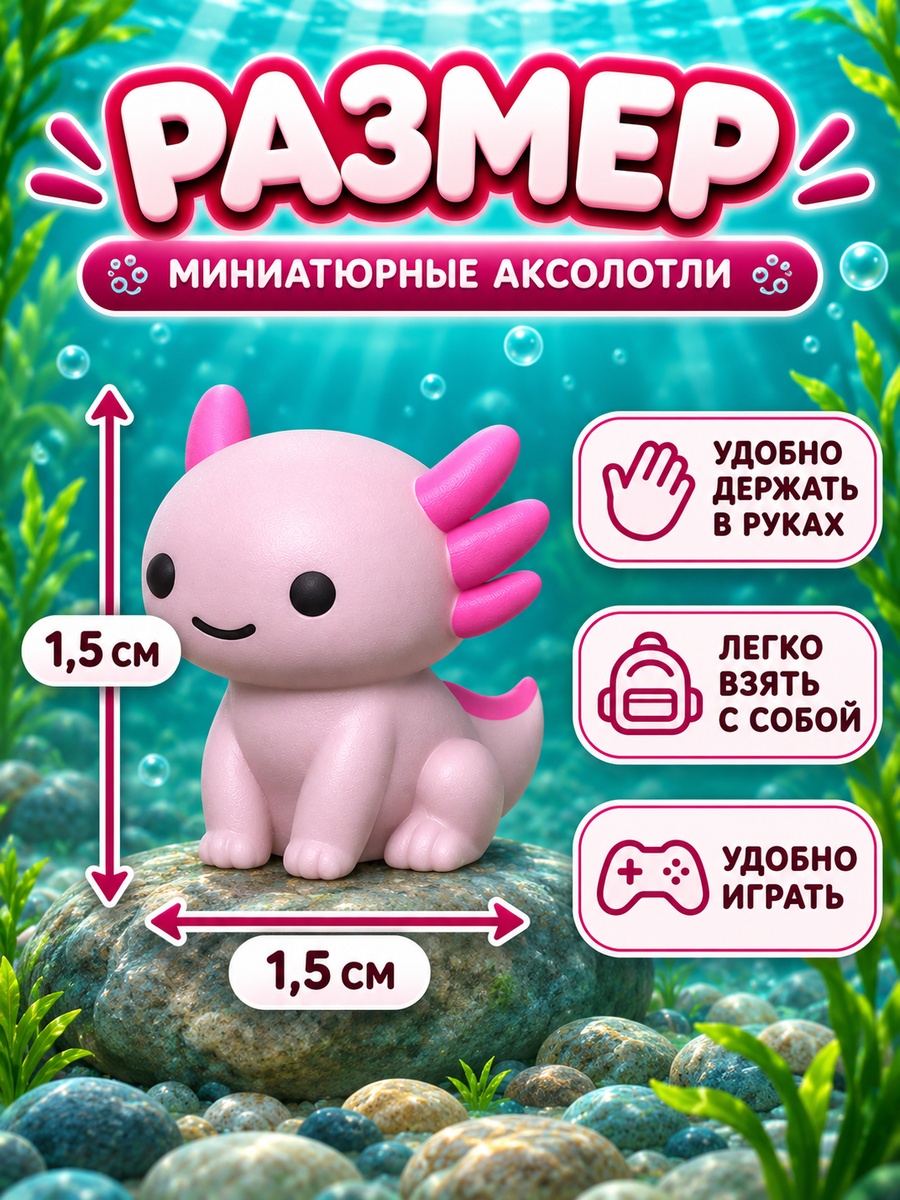 РАЗМЕР
МИНИАТЮРНЫЕ АКСОЛОТЛИ
1,5 см
1,5 см
УДОБНО
ДЕРЖАТЬ
В РУКАХ
ЛЕГКО
ВЗЯТЬ
С СОБОЙ
УДОБНО
ИГРАТЬ